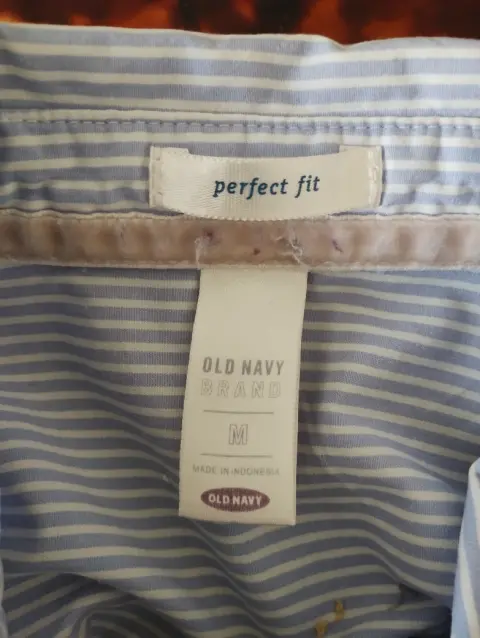 perfect fit
OLD NAVY
BRAND
M
MADE IN INDONESIA
OLD NAVY